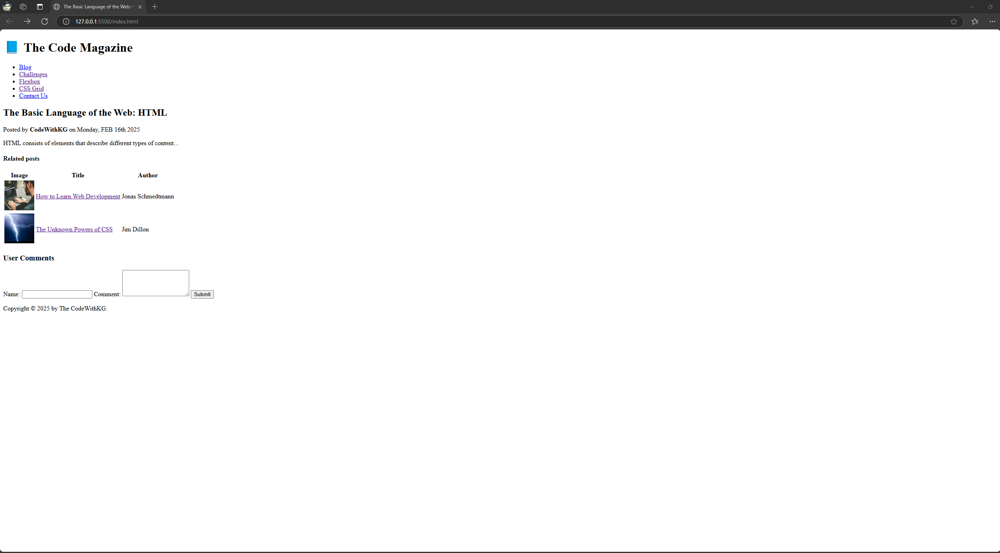 The Basic Language of the Web:
127.0.0.1:5500/index.html
📘 The Code Magazine
Blog
Challenges
Flexbox
CSS Grid
Contact Us
The Basic Language of the Web: HTML
Posted by CodeWithKG on Monday, FEB 16th 2025
HTML consists of elements that describe different types of content...
Related posts
Image Title Author
How to Learn Web Development Jonas Schmedtmann
The Unknown Powers of CSS Jim Dillon
User Comments
Name: Comment: Submit
Copyright © 2025 by The CodeWithKG.